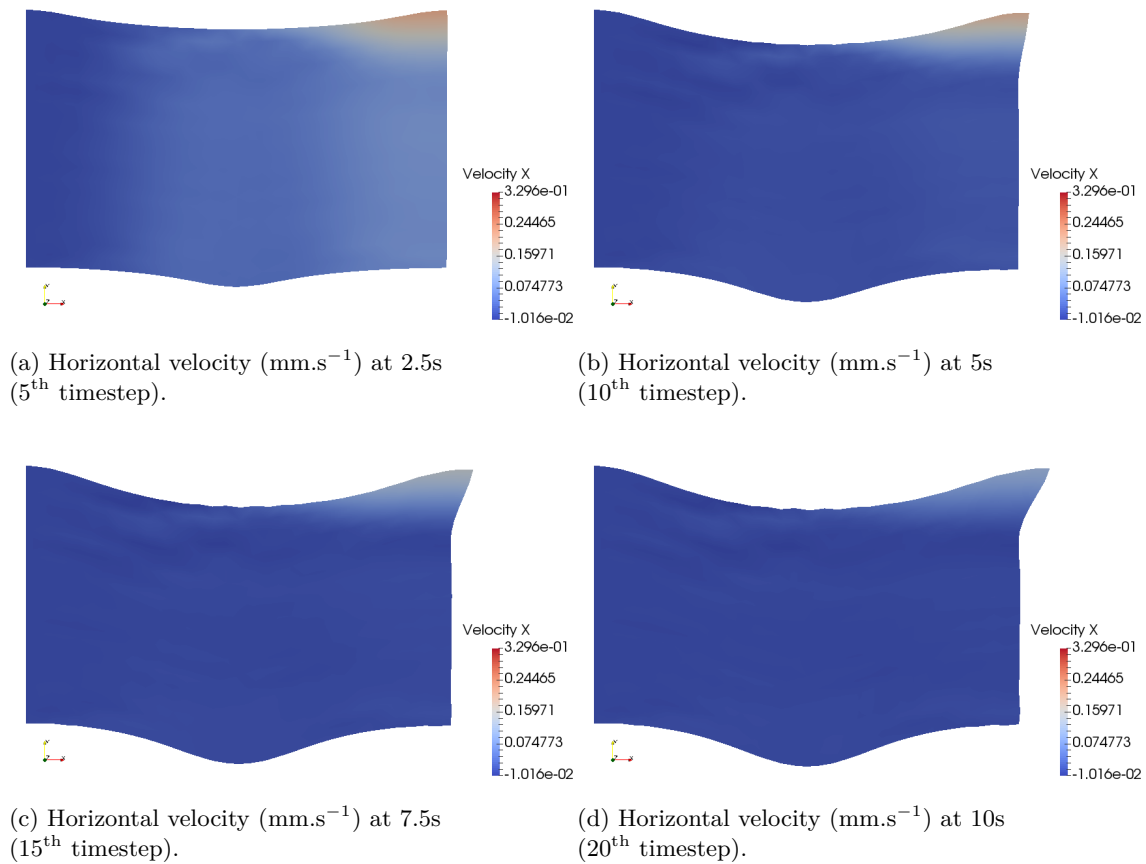 Velocity X
3.296e-01
0.24465
0.15971
0.074773
-1.016e-02
Velocity X
3.296e-01
0.24465
0.15971
0.074773
-1.016e-02
(a) Horizontal velocity (mm.s⁻¹) at 2.5s
(5ᵗʰ timestep).
(b) Horizontal velocity (mm.s⁻¹) at 5s
(10ᵗʰ timestep).
Velocity X
3.296e-01
0.24465
0.15971
0.074773
-1.016e-02
Velocity X
3.296e-01
0.24465
0.15971
0.074773
-1.016e-02
(c) Horizontal velocity (mm.s⁻¹) at 7.5s
(15ᵗʰ timestep).
(d) Horizontal velocity (mm.s⁻¹) at 10s
(20ᵗʰ timestep).